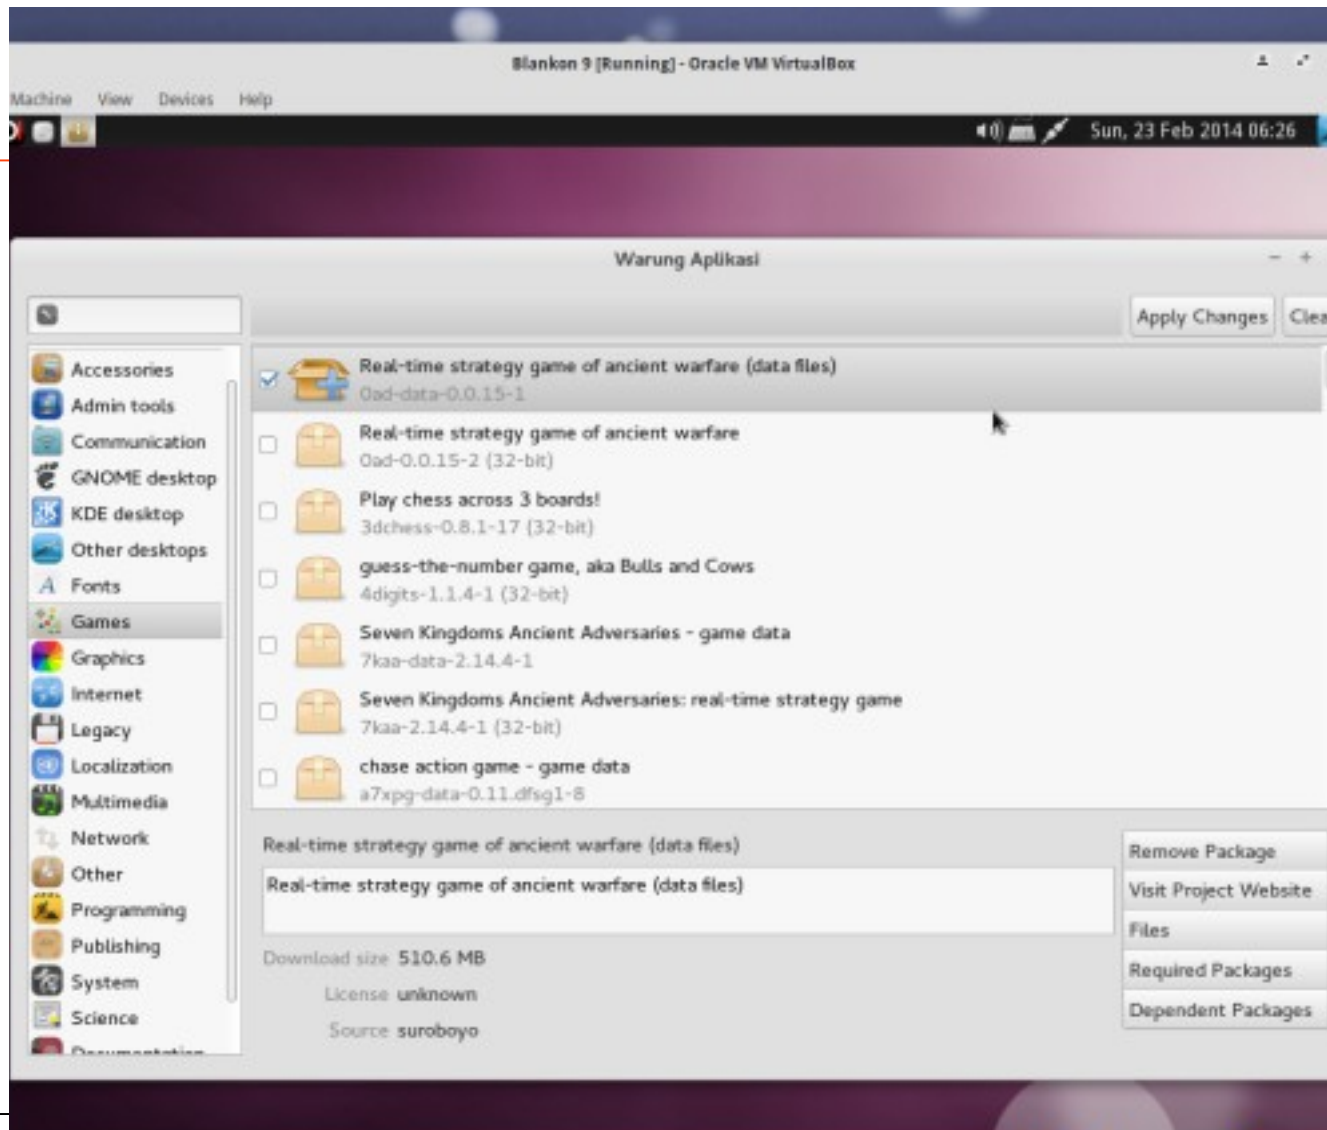 Blankon 9 [Running] - Oracle VM VirtualBox
Machine View Devices Help
Sun, 23 Feb 2014 06:26
Warung Aplikasi
Apply Changes
Accessories
Admin tools
Communication
GNOME desktop
KDE desktop
Other desktops
Fonts
Games
Graphics
Internet
Legacy
Localization
Multimedia
Network
Other
Programming
Publishing
System
Science
Documentation
Real-time strategy game of ancient warfare (data files)
0ad-data-0.0.15-1
Real-time strategy game of ancient warfare
0ad-0.0.15-2 (32-bit)
Play chess across 3 boards!
3dchess-0.8.1-17 (32-bit)
guess-the-number game, aka Bulls and Cows
4digits-1.1.4-1 (32-bit)
Seven Kingdoms Ancient Adversaries - game data
7kaa-data-2.14.4-1
Seven Kingdoms Ancient Adversaries: real-time strategy game
7kaa-2.14.4-1 (32-bit)
chase action game - game data
a7xpg-data-0.11.dfsg1-8
Real-time strategy game of ancient warfare (data files)
Real-time strategy game of ancient warfare (data files)
Download size 510.6 MB
License unknown
Source suroboyo
Remove Package
Visit Project Website
Files
Required Packages
Dependent Packages